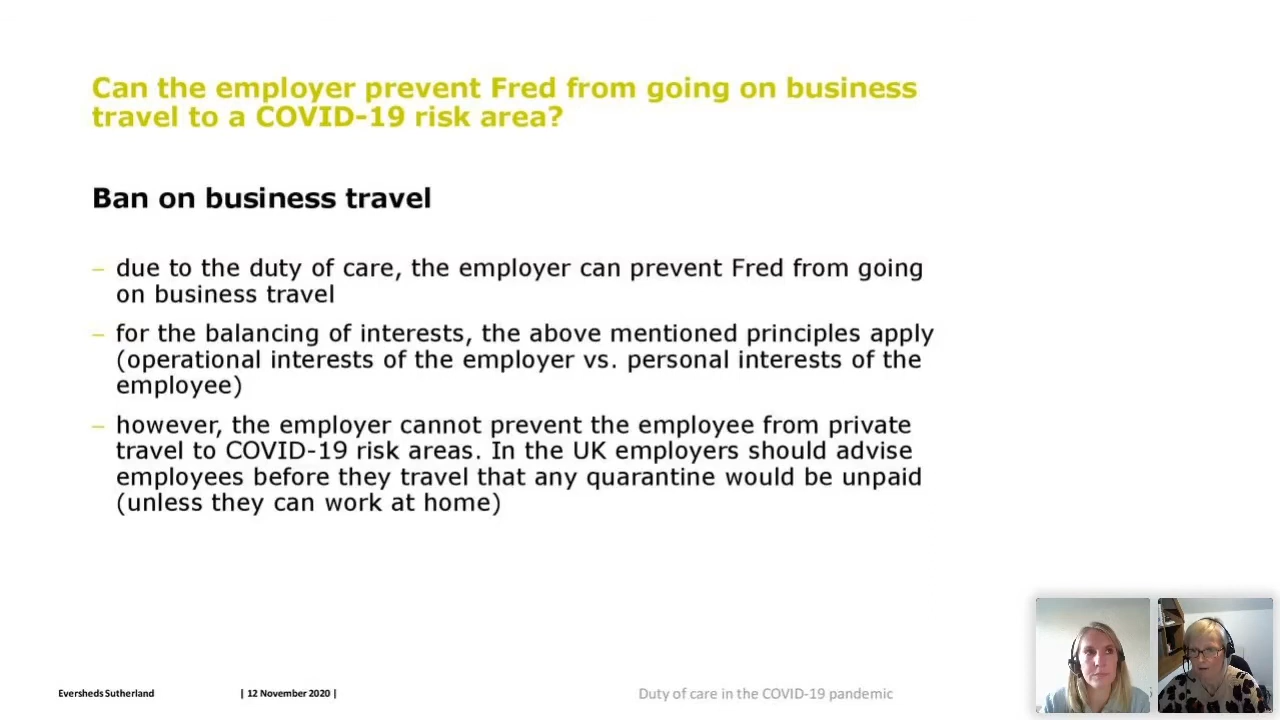 Can the employer prevent Fred from going on business
travel to a COVID-19 risk area?
Ban on business travel
– due to the duty of care, the employer can prevent Fred from going
on business travel
– for the balancing of interests, the above mentioned principles apply
(operational interests of the employer vs. personal interests of the
employee)
– however, the employer cannot prevent the employee from private
travel to COVID-19 risk areas. In the UK employers should advise
employees before they travel that any quarantine would be unpaid
(unless they can work at home)
Eversheds Sutherland
| 12 November 2020 |
Duty of care in the COVID-19 pandemic